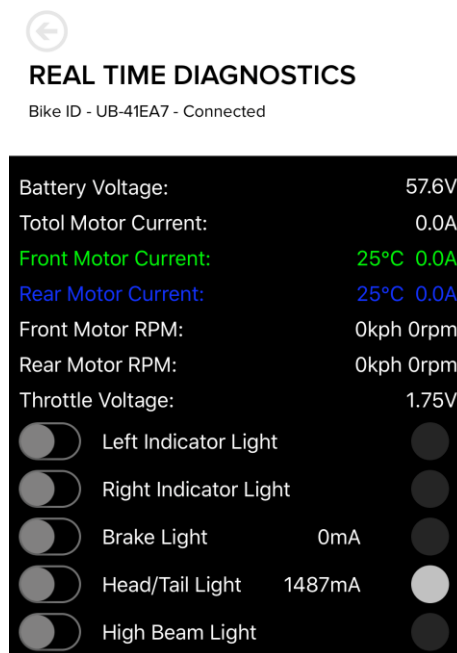 REAL TIME DIAGNOSTICS
Bike ID - UB-41EA7 - Connected
Battery Voltage: 57.6V
Totol Motor Current: 0.0A
Front Motor Current: 25°C 0.0A
Rear Motor Current: 25°C 0.0A
Front Motor RPM: 0kph 0rpm
Rear Motor RPM: 0kph 0rpm
Throttle Voltage: 1.75V
Left Indicator Light
Right Indicator Light
Brake Light 0mA
Head/Tail Light 1487mA
High Beam Light